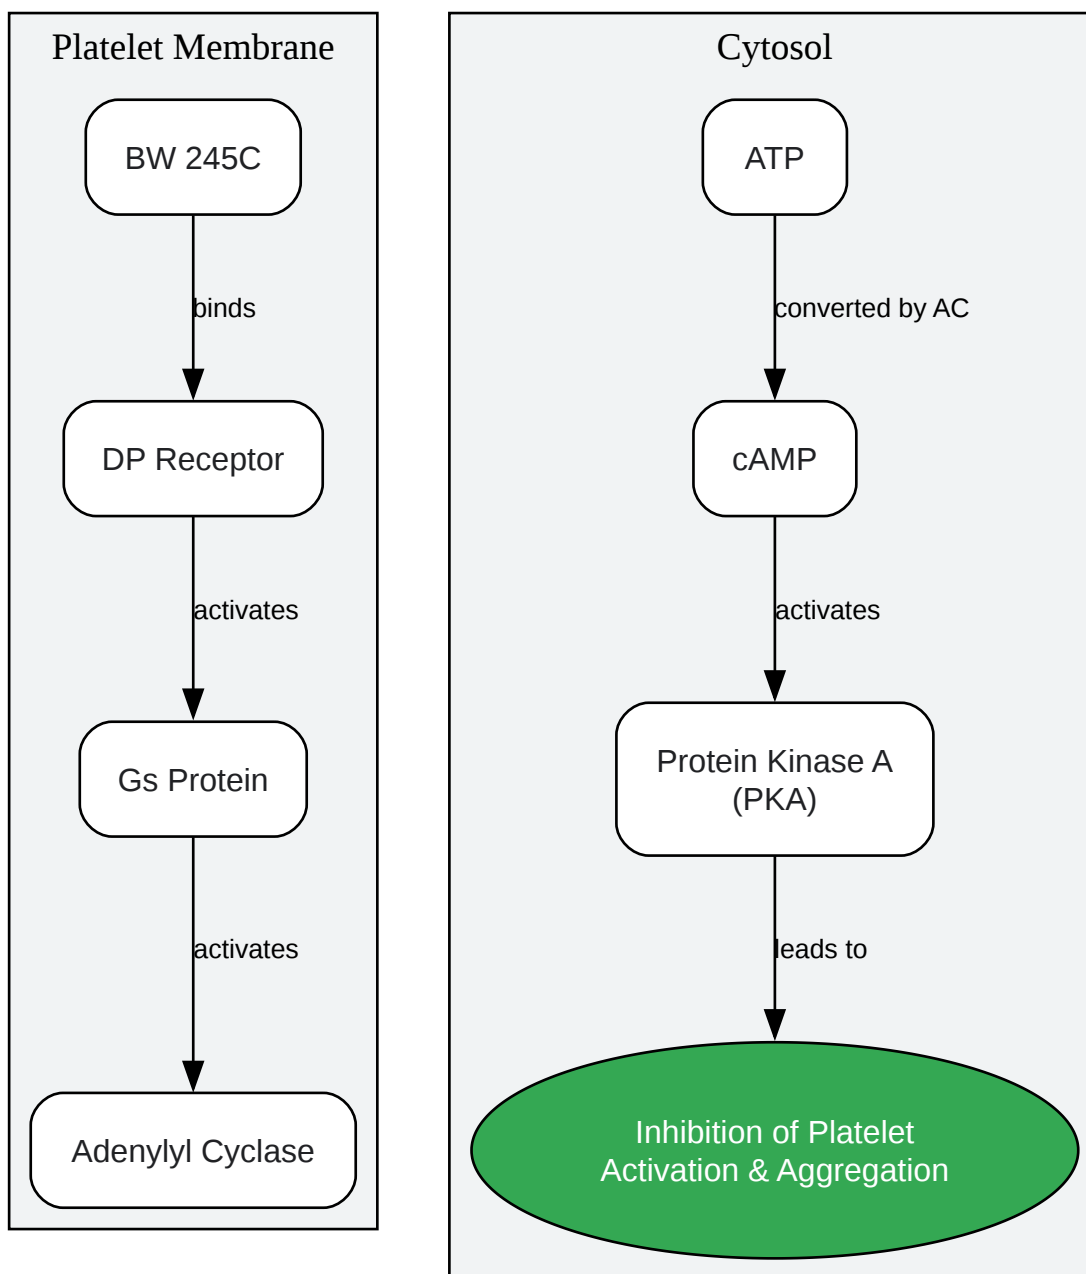 Platelet Membrane
BW 245C
binds
DP Receptor
activates
Gs Protein
activates
Adenylyl Cyclase
Cytosol
ATP
converted by AC
cAMP
activates
Protein Kinase A
(PKA)
leads to
Inhibition of Platelet
Activation & Aggregation